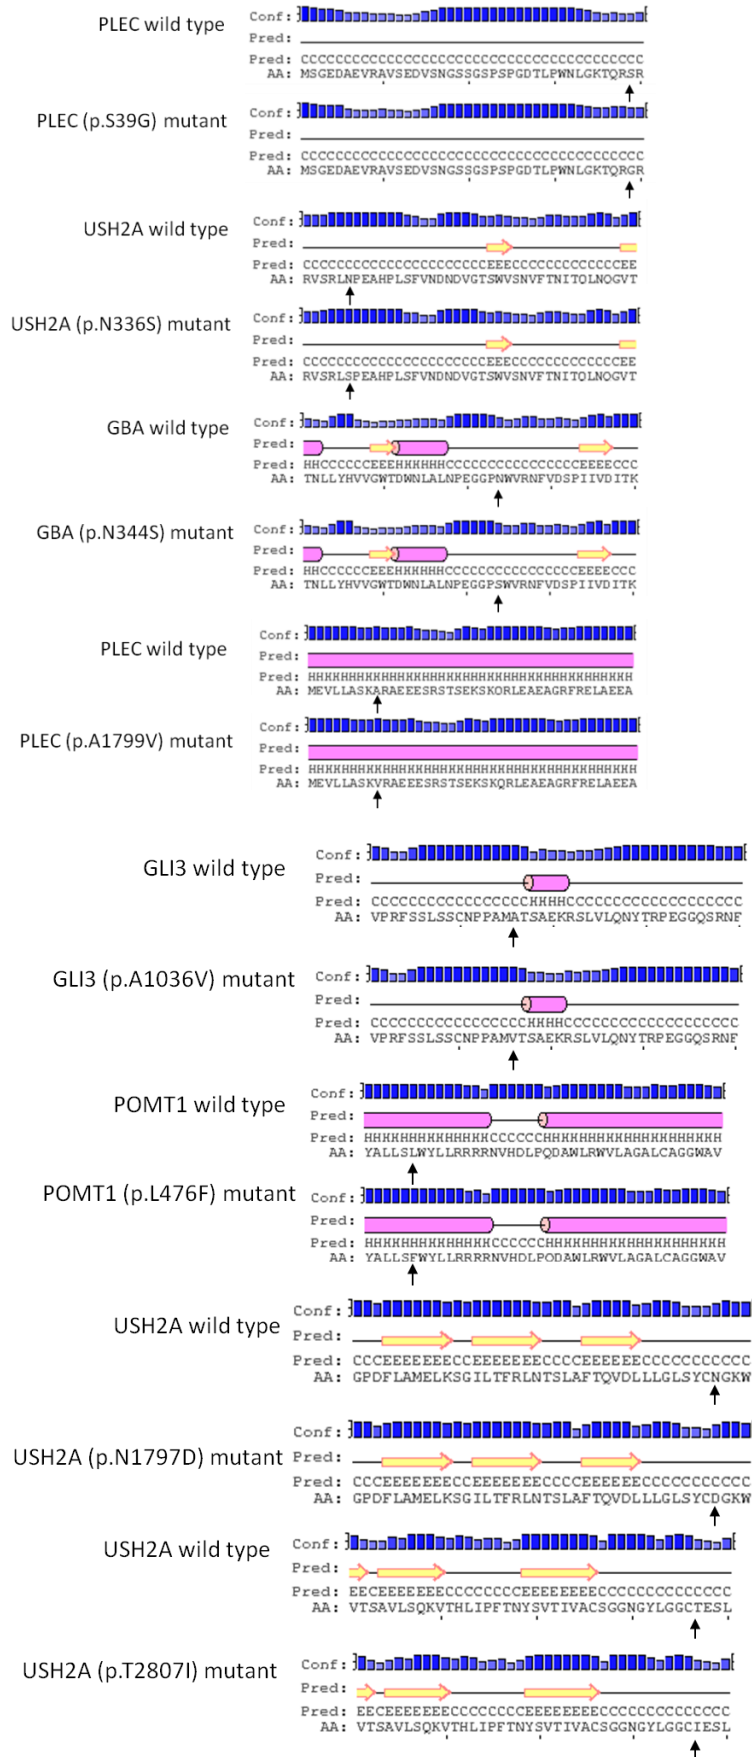 Conf:
PLEC wild type
Pred:
Pred: CCCCCCCCCCCCCCCCCCCCCCCCCCCCCCCCCCCCCCCC
AA: MSGEDAEVRAVSEDVSNGSSGSPSPGDTLPWNLGKTQRSR
Conf:
PLEC (p.S39G) mutant
Pred:
Pred: CCCCCCCCCCCCCCCCCCCCCCCCCCCCCCCCCCCCCCCC
AA: MSGEDAEVRAVSEDVSNGSSGSPSPGDTLPWNLGKTQRGR
Conf:
USH2A wild type
Pred:
Pred: CCCCCCCCCCCCCCCCCCCCCCEEECCCCCCCCCCCCCEE
AA: RVSRLNPEAHPLSFVNDNDVGTSWVSNVFTNITQLNQGVT
Conf:
USH2A (p.N336S) mutant
Pred:
Pred: CCCCCCCCCCCCCCCCCCCCCCEEECCCCCCCCCCCCCEE
AA: RVSRLSPEAHPLSFVNDNDVGTSWVSNVFTNITQLNQGVT
Conf:
GBA wild type
Pred:
Pred: HHCCCCCCEEEHHHHHHCCCCCCCCCCCCCCCCEEEECCC
AA: TNLLYHVVGWTDWNLALNPEGGPNWVRNFVDSPIIVDITK
Conf:
GBA (p.N344S) mutant
Pred:
Pred: HHCCCCCCEEEHHHHHHCCCCCCCCCCCCCCCCEEEECCC
AA: TNLLYHVVGWTDWNLALNPEGGPSWVRNFVDSPIIVDITK
Conf:
PLEC wild type
Pred:
Pred: HHHHHHHHHHHHHHHHHHHHHHHHHHHHHHHHHHHHHHHH
AA: MEVLLASKARAEEESRSTSEKSKQRLEAEAGRFRELAEEA
Conf:
PLEC (p.A1799V) mutant
Pred:
Pred: HHHHHHHHHHHHHHHHHHHHHHHHHHHHHHHHHHHHHHHH
AA: MEVLLASKVRAEEESRSTSEKSKQRLEAEAGRFRELAEEA
Conf:
GLI3 wild type
Pred:
Pred: CCCCCCCCCCCCCCCCCHHHHCCCCCCCCCCCCCCCCCCC
AA: VPRFSSLSSCNPPAMATSAEKRSLVLQNYTRPEGGQSRNF
Conf:
GLI3 (p.A1036V) mutant
Pred:
Pred: CCCCCCCCCCCCCCCCCHHHHCCCCCCCCCCCCCCCCCCC
AA: VPRFSSLSSCNPPAMVTSAEKRSLVLQNYTRPEGGQSRNF
Conf:
POMT1 wild type
Pred:
Pred: HHHHHHHHHHHHHHCCCCCCHHHHHHHHHHHHHHHHHHHH
AA: YALLSLWYLLRRRRNVHDLPQDAWLRWVLAGALCAGGWAV
POMT1 (p.L476F) mutant
Conf:
Pred:
Pred: HHHHHHHHHHHHHHCCCCCCHHHHHHHHHHHHHHHHHHHH
AA: YALLSFWYLLRRRRNVHDLPQDAWLRWVLAGALCAGGWAV
Conf:
USH2A wild type
Pred:
Pred: CCCEEEEEEECCEEEEEEECCCCEEEEEECCCCCCCCCCC
AA: GPDFLAMELKSGILTFRLNTSLAFTQVDLLLGLSYCNGKW
Conf:
USH2A (p.N1797D) mutant
Pred:
Pred: CCCEEEEEEECCEEEEEEECCCCEEEEEECCCCCCCCCCC
AA: GPDFLAMELKSGILTFRLNTSLAFTQVDLLLGLSYCDGKW
Conf:
USH2A wild type
Pred:
Pred: EECEEEEEEECCCCCCCCEEEEEEEECCCCCCCCCCCCCC
AA: VTSAVLSQKVTHLIPFTNYSVTIVACSGGNGYLGGCTESL
Conf:
USH2A (p.T2807I) mutant
Pred:
Pred: EECEEEEEEECCCCCCCCEEEEEEEECCCCCCCCCCCCCC
AA: VTSAVLSQKVTHLIPFTNYSVTIVACSGGNGYLGGCIESL